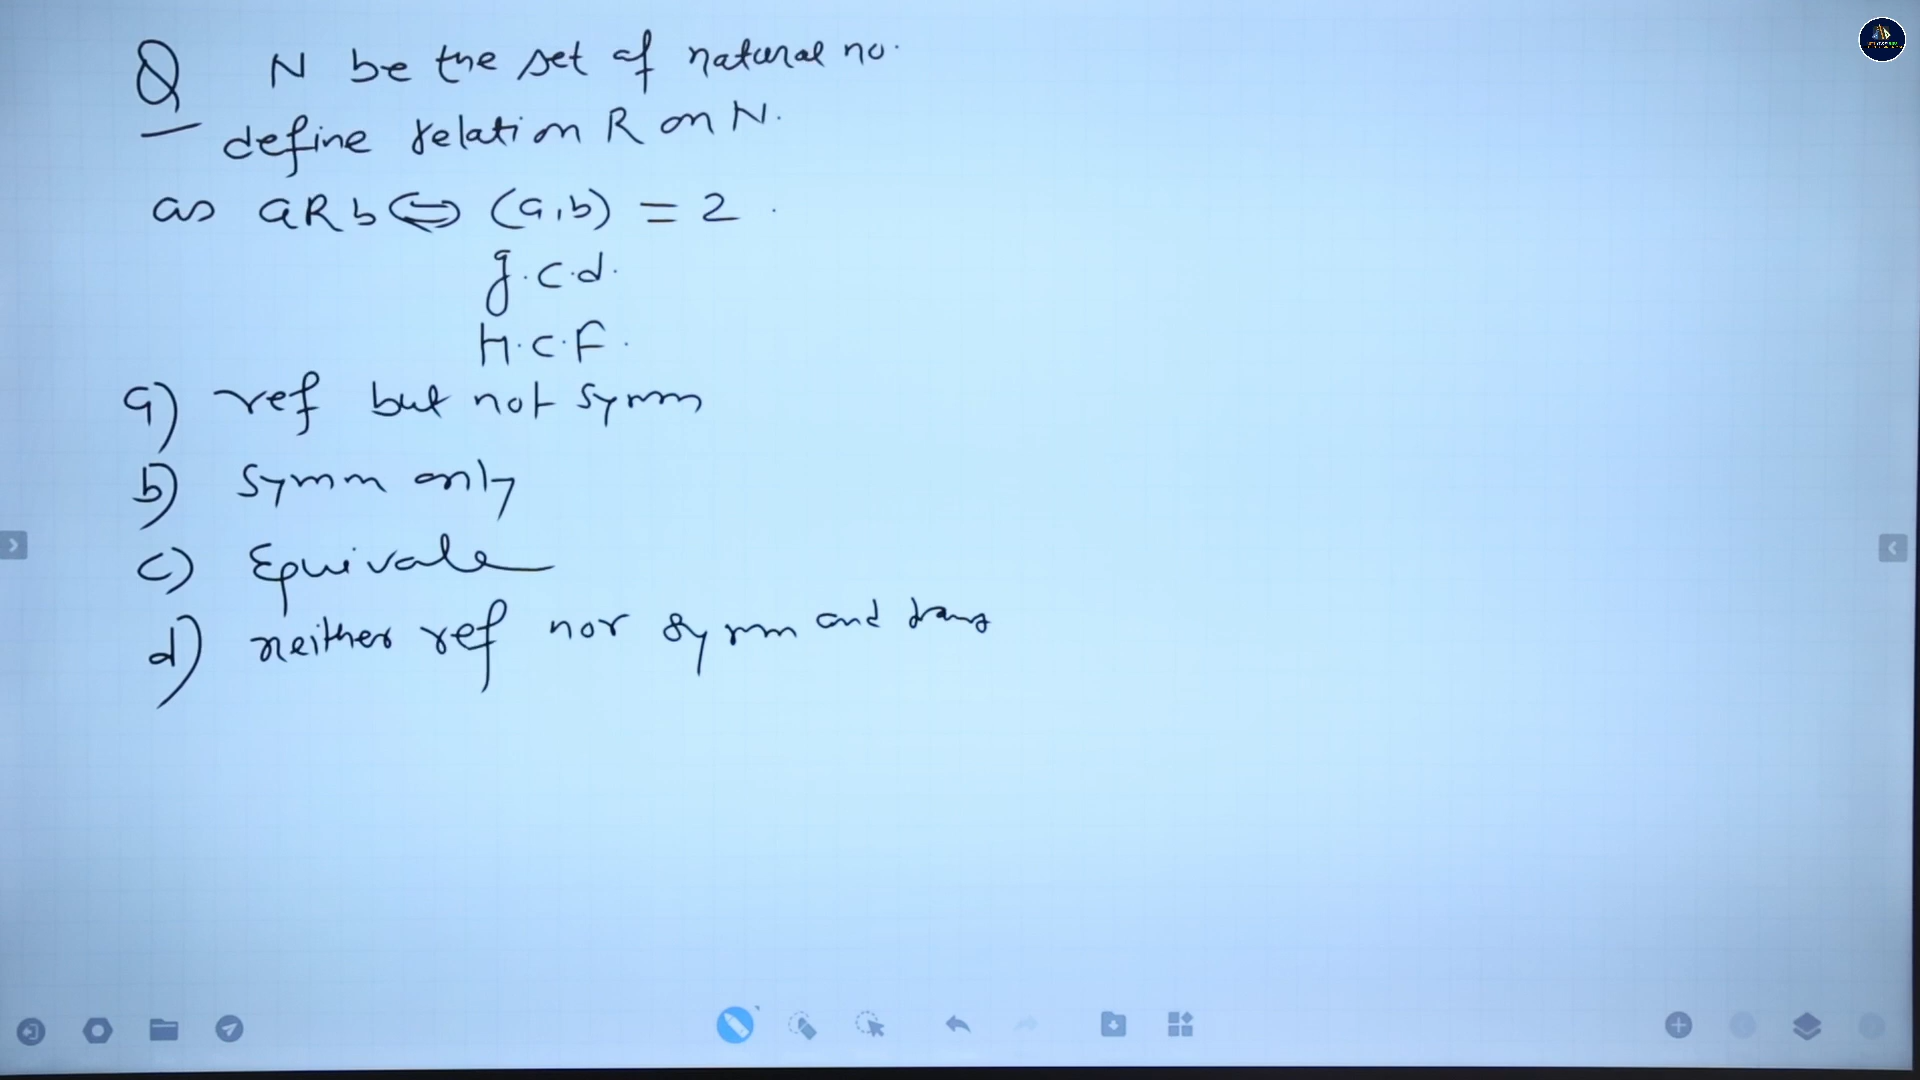 Q N be the set of natural no.
define relation R on N.
as aRb ⇔ (a,b) = 2.
g.c.d.
H.C.F.
a) ref but not symm
b) Symm only
c) Equivale
d) neither ref nor symm and trans